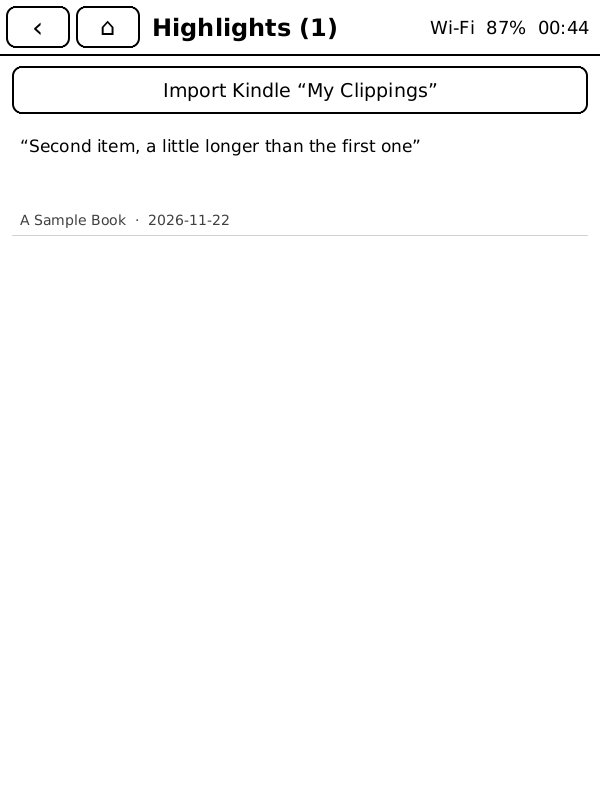 ‹ ⌂ Highlights (1) Wi-Fi 87% 00:44
Import Kindle “My Clippings”
“Second item, a little longer than the first one”
A Sample Book · 2026-11-22